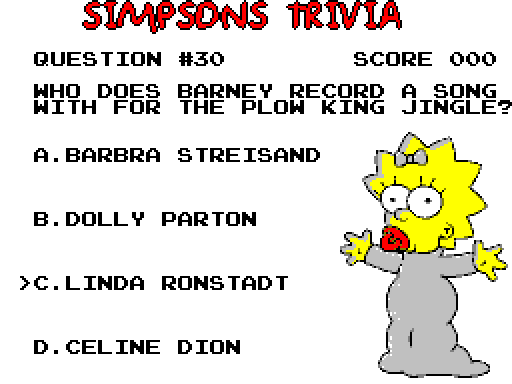 SIMPSONS TRIVIA
QUESTION #30 SCORE 000
WHO DOES BARNEY RECORD A SONG
WITH FOR THE PLOW KING JINGLE?
A.BARBRA STREISAND
B.DOLLY PARTON
>C.LINDA RONSTADT
D.CELINE DION